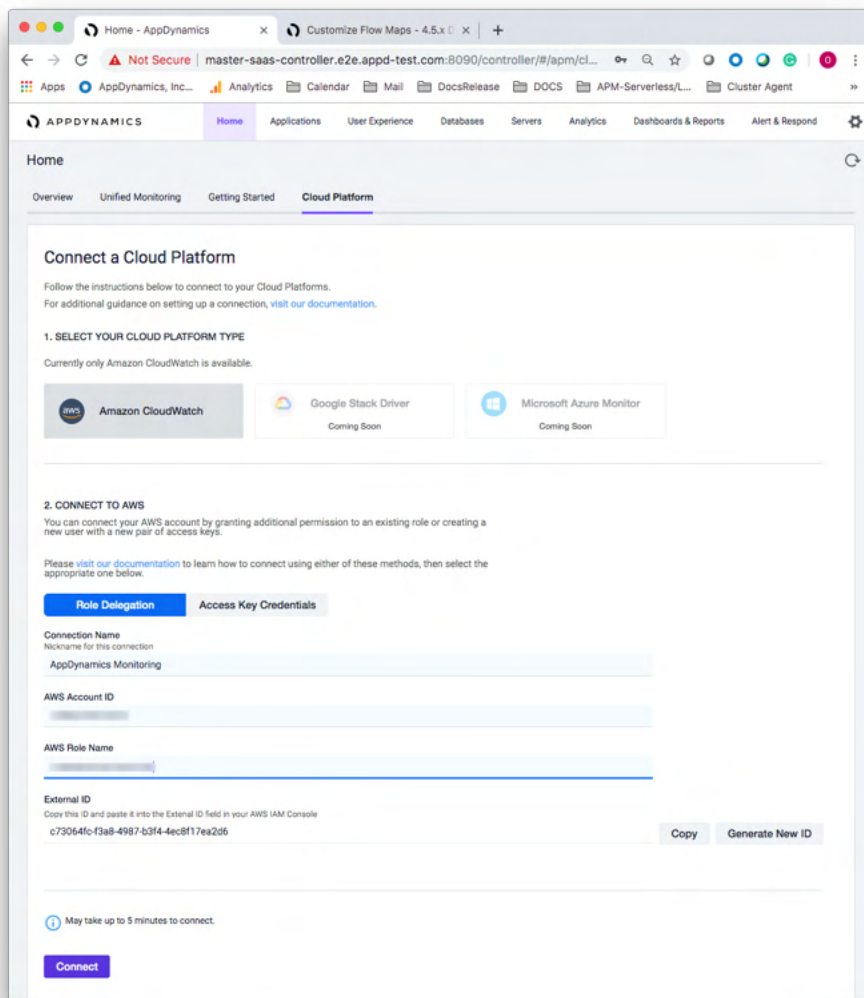 Home - AppDynamics
Customize Flow Maps - 4.5.x D
Not Secure
master-saas-controller.e2e.appd-test.com:8090/controller/#/apm/cl...
Apps
AppDynamics, Inc...
Analytics
Calendar
Mail
DocsRelease
DOCS
APM-Serverless/L...
Cluster Agent
»
APPDYNAMICS
Home
Applications
User Experience
Databases
Servers
Analytics
Dashboards & Reports
Alert & Respond
Home
Overview
Unified Monitoring
Getting Started
Cloud Platform
Connect a Cloud Platform
Follow the instructions below to connect to your Cloud Platforms.
For additional guidance on setting up a connection, visit our documentation.
1. SELECT YOUR CLOUD PLATFORM TYPE
Currently only Amazon CloudWatch is available.
aws
Amazon CloudWatch
Google Stack Driver
Coming Soon
Microsoft Azure Monitor
Coming Soon
2. CONNECT TO AWS
You can connect your AWS account by granting additional permission to an existing role or creating a
new user with a new pair of access keys.
Please visit our documentation to learn how to connect using either of these methods, then select the
appropriate one below.
Role Delegation
Access Key Credentials
Connection Name
Nickname for this connection
AppDynamics Monitoring
AWS Account ID
AWS Role Name
External ID
Copy this ID and paste it into the Extenal ID field in your AWS IAM Console
c73064fc-f3a8-4987-b3f4-4ec8f17ea2d6
Copy
Generate New ID
May take up to 5 minutes to connect.
Connect